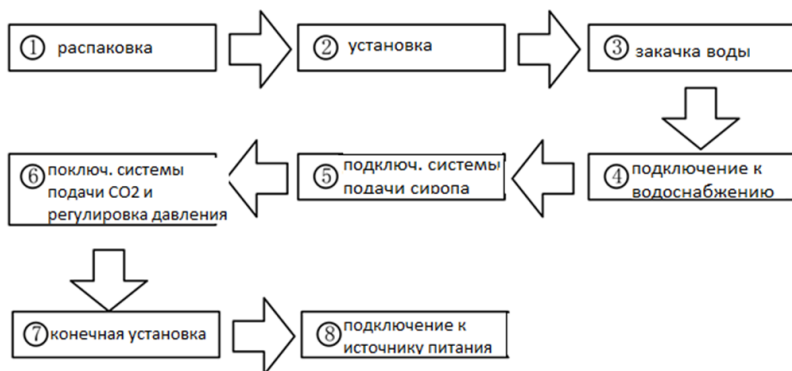 ① распаковка
② установка
③ закачка воды
④ подключение к
водоснабжению
⑤ подключ. системы
подачи сиропа
⑥ поключ. системы
подачи СО2 и
регулировка давления
⑦ конечная установка
⑧ подключение к
источнику питания